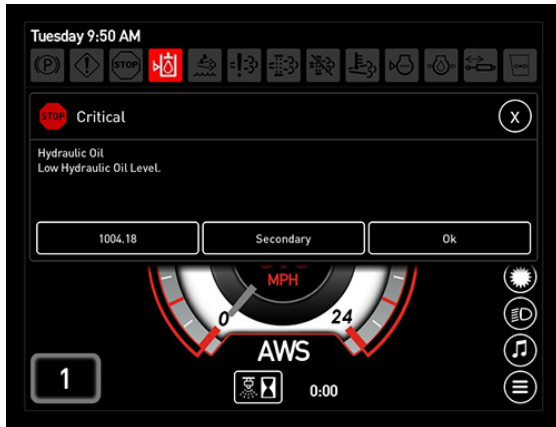 Tuesday 9:50 AM
(P) STOP
STOP Critical X
Hydraulic Oil
Low Hydraulic Oil Level.
1004.18 Secondary Ok
MPH
0 24
AWS
1 0:00